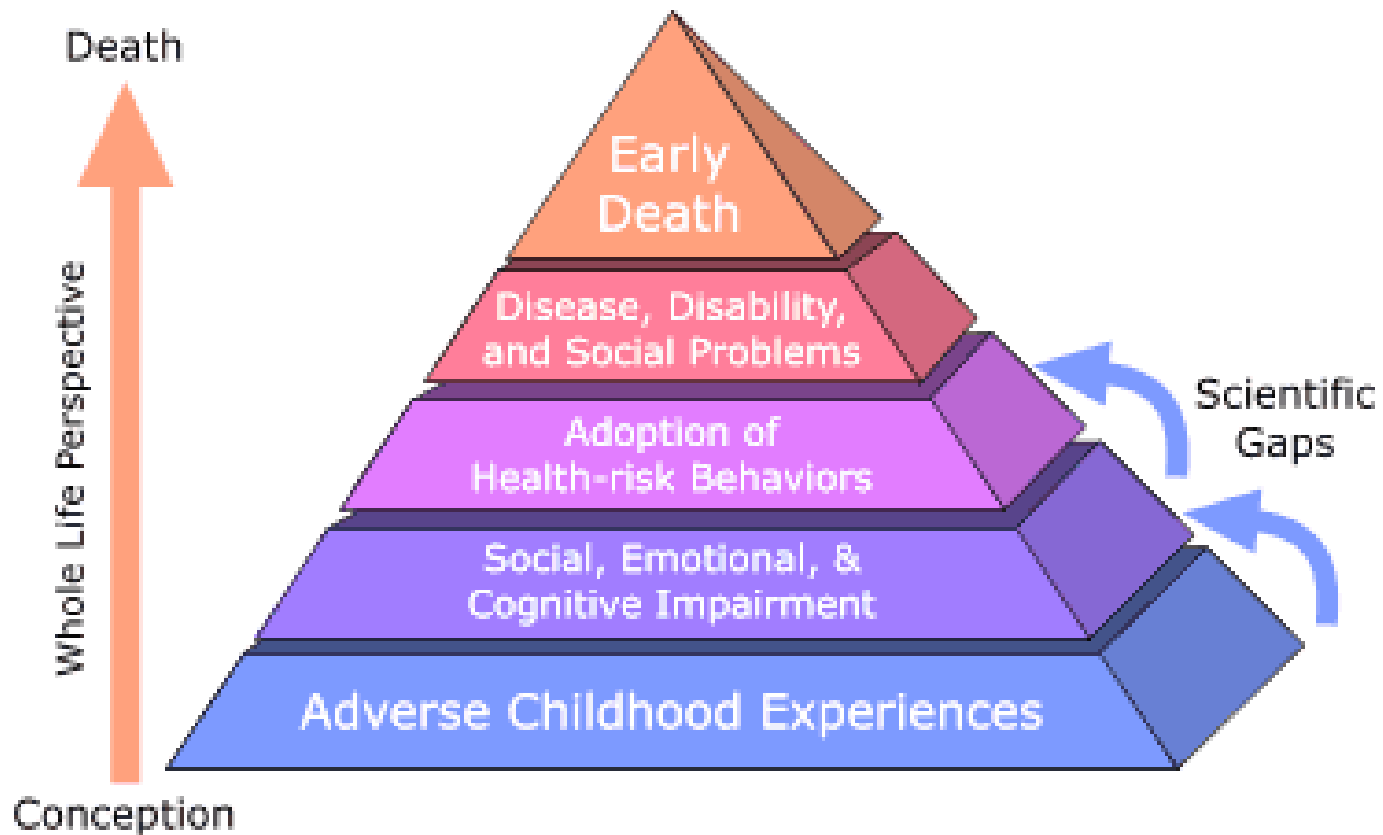 Death
Whole Life Perspective
Conception
Early
Death
Disease, Disability,
and Social Problems
Adoption of
Health-risk Behaviors
Social, Emotional, &
Cognitive Impairment
Adverse Childhood Experiences
Scientific
Gaps